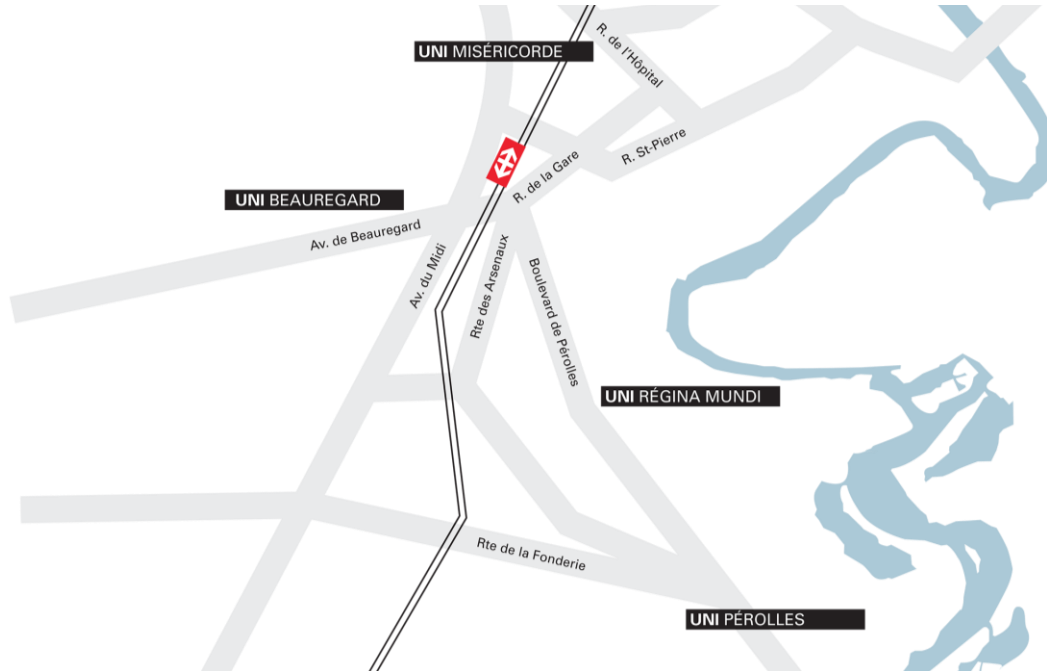 UNI MISÉRICORDE
R. de l'Hôpital
R. St-Pierre
R. de la Gare
UNI BEAUREGARD
Av. de Beauregard
Av. du Midi
Rte des Arsenaux
Boulevard de Pérolles
UNI RÉGINA MUNDI
Rte de la Fonderie
UNI PÉROLLES